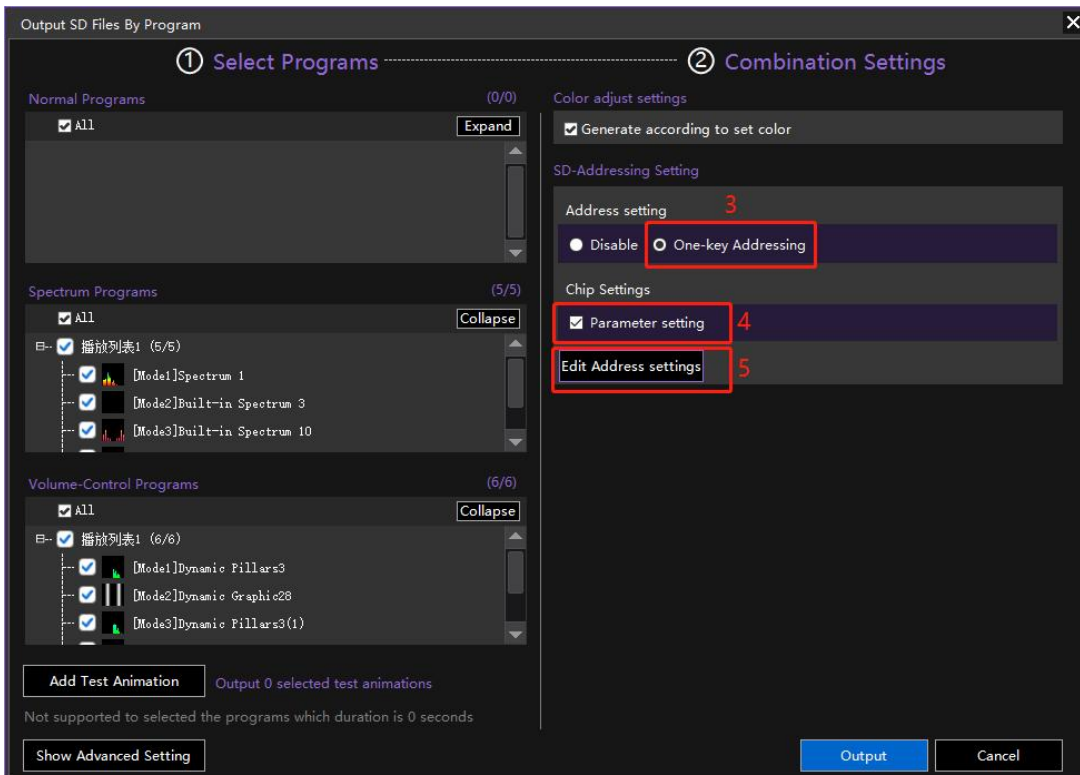 Output SD Files By Program
① Select Programs
② Combination Settings
Normal Programs (0/0)
All Expand
Spectrum Programs (5/5)
All Collapse
播放列表1 (5/5)
[Mode1]Spectrum 1
[Mode2]Built-in Spectrum 3
[Mode3]Built-in Spectrum 10
Volume-Control Programs (6/6)
All Collapse
播放列表1 (6/6)
[Mode1]Dynamic Pillars3
[Mode2]Dynamic Graphic28
[Mode3]Dynamic Pillars3(1)
Add Test Animation Output 0 selected test animations
Not supported to selected the programs which duration is 0 seconds
Show Advanced Setting
Color adjust settings
Generate according to set color
SD-Addressing Setting
Address setting 3
Disable One-key Addressing
Chip Settings
Parameter setting 4
Edit Address settings 5
Output Cancel